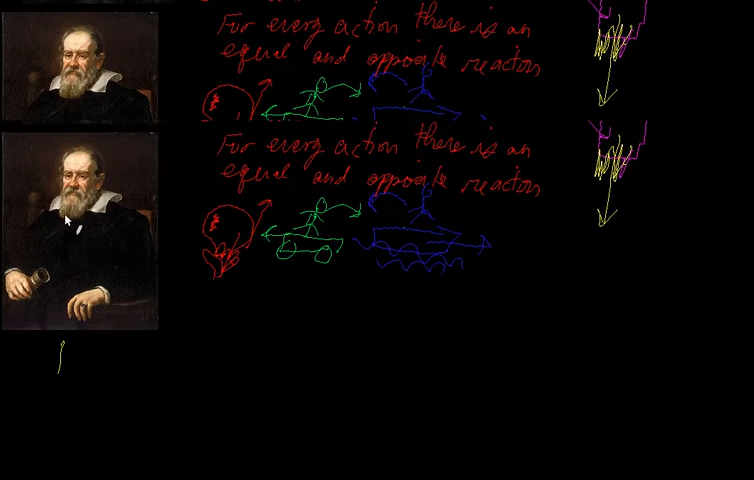 For every action there is an
equal and opposite reaction
For every action there is an
equal and opposite reaction